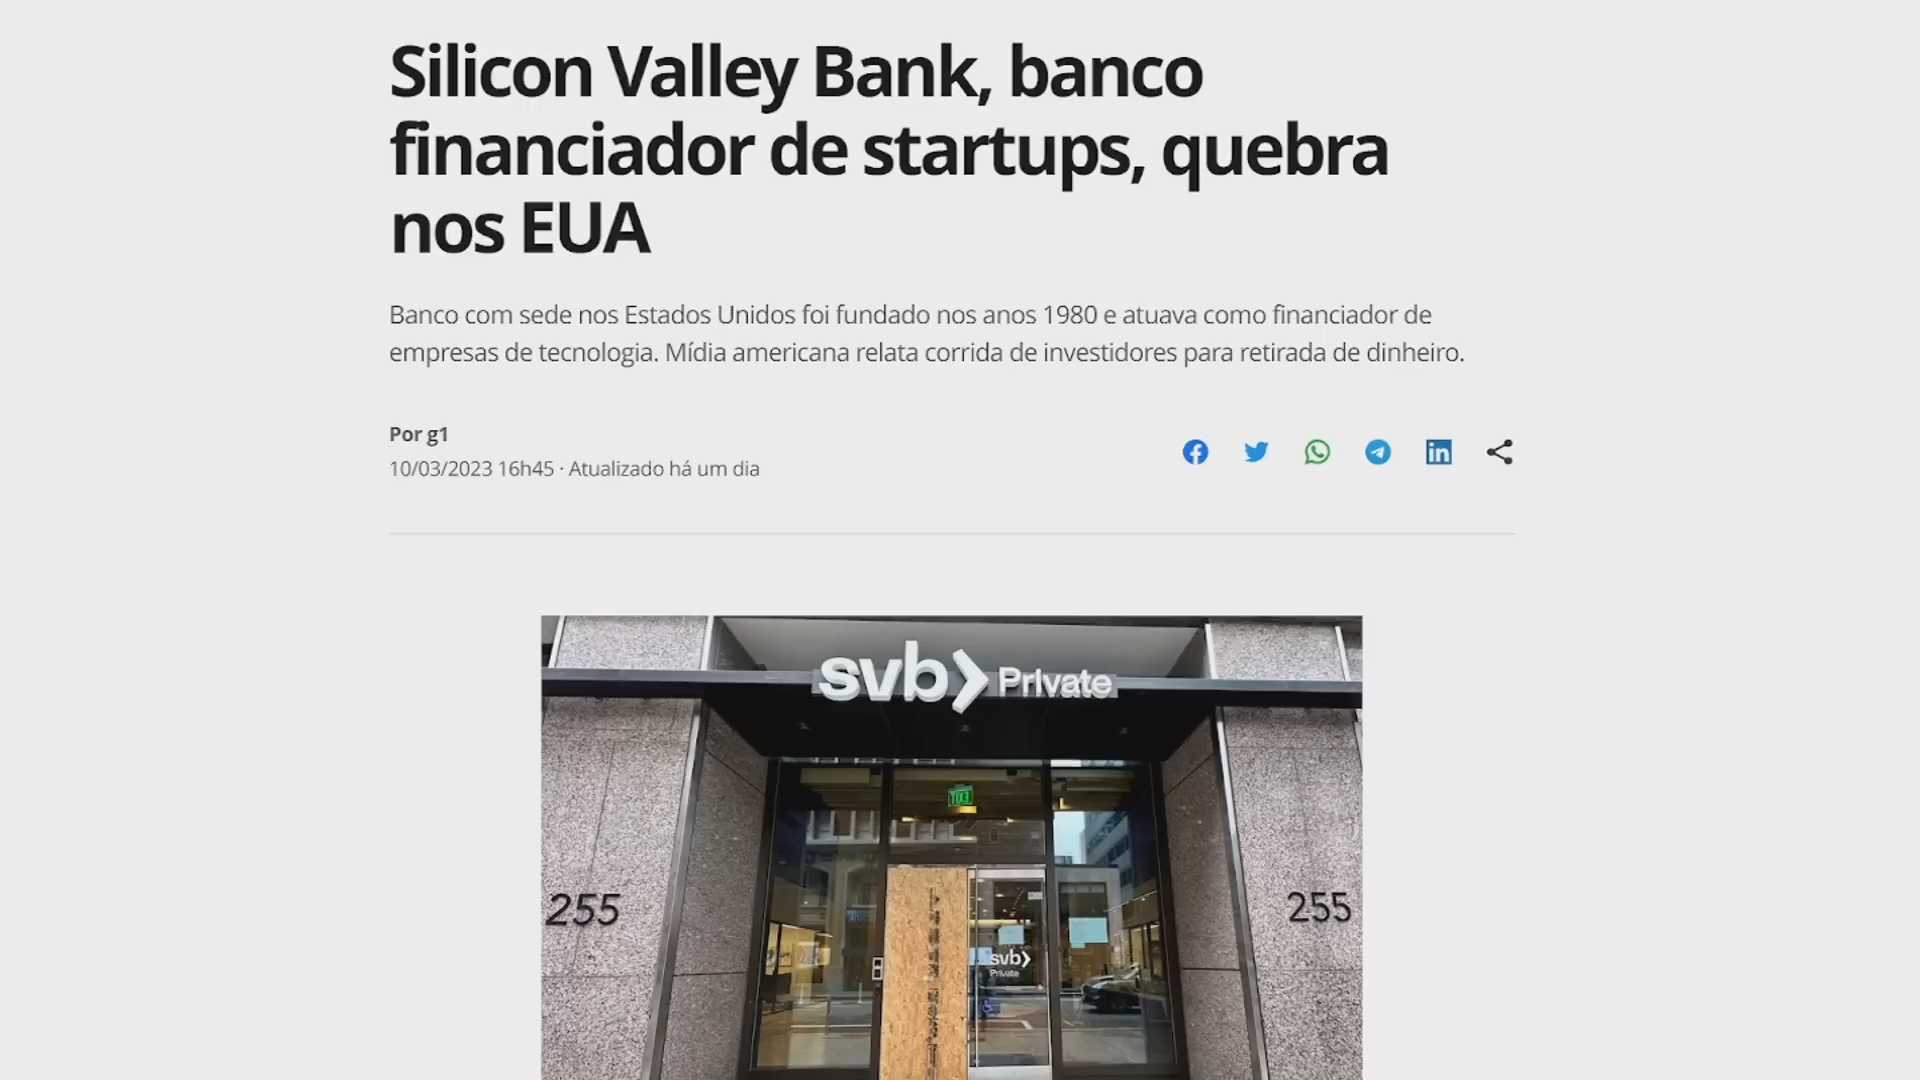 Silicon Valley Bank, banco
financiador de startups, quebra
nos EUA
Banco com sede nos Estados Unidos foi fundado nos anos 1980 e atuava como financiador de
empresas de tecnologia. Mídia americana relata corrida de investidores para retirada de dinheiro.
Por g1
10/03/2023 16h45 · Atualizado há um dia
svb Private
EXIT
255
255
svb
Private